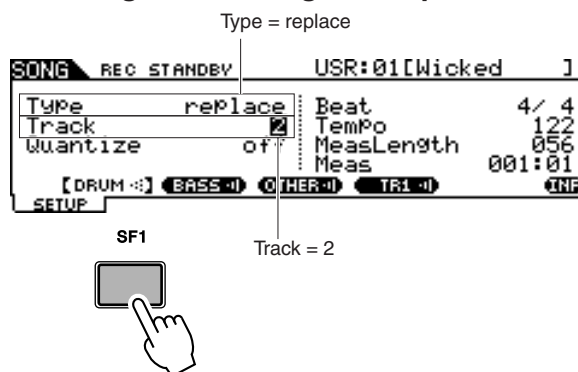 Type = replace
SONG REC STANDBY USR:01[Wicked ]
Type replace Beat 4/ 4
Track 2 Tempo 122
Quantize off MeasLength 056
Meas 001:01
[DRUM] BASS OTHER TR1
SETUP
SF1
Track = 2